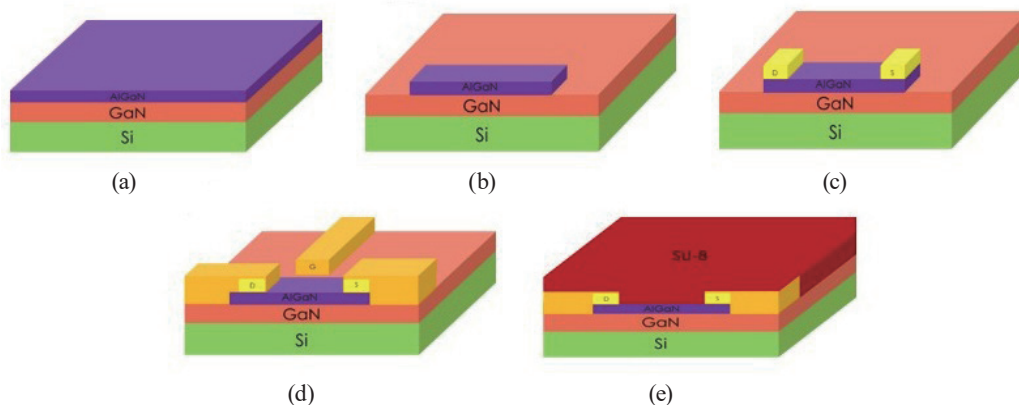 AlGaN
GaN
Si
(a)
AlGaN
GaN
Si
(b)
D
S
AlGaN
GaN
Si
(c)
G
D
S
AlGaN
GaN
Si
(d)
SU-8
D
S
AlGaN
GaN
Si
(e)